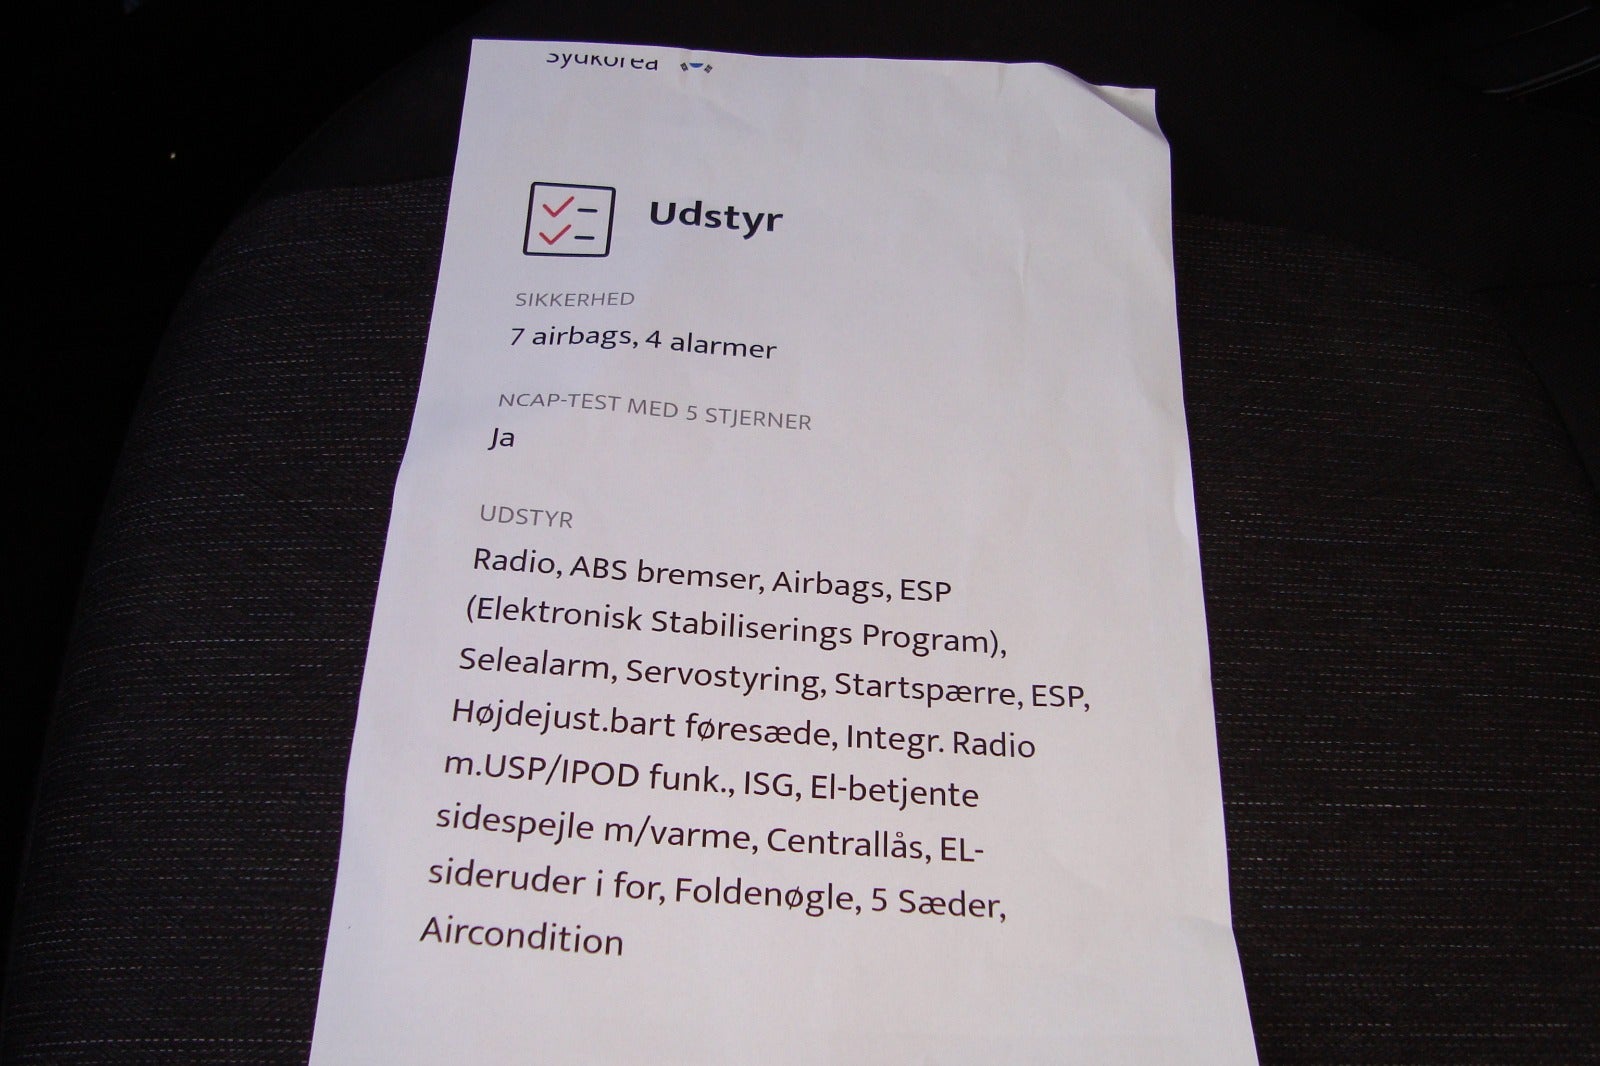 Sydkorea
Udstyr
SIKKERHED
7 airbags, 4 alarmer
NCAP-TEST MED 5 STJERNER
Ja
UDSTYR
Radio, ABS bremser, Airbags, ESP
(Elektronisk Stabiliserings Program),
Selealarm, Servostyring, Startspærre, ESP,
Højdejust.bart føresæde, Integr. Radio
m.USP/IPOD funk., ISG, El-betjente
sidespejle m/varme, Centrallås, EL-
sideruder i for, Foldenøgle, 5 Sæder,
Aircondition